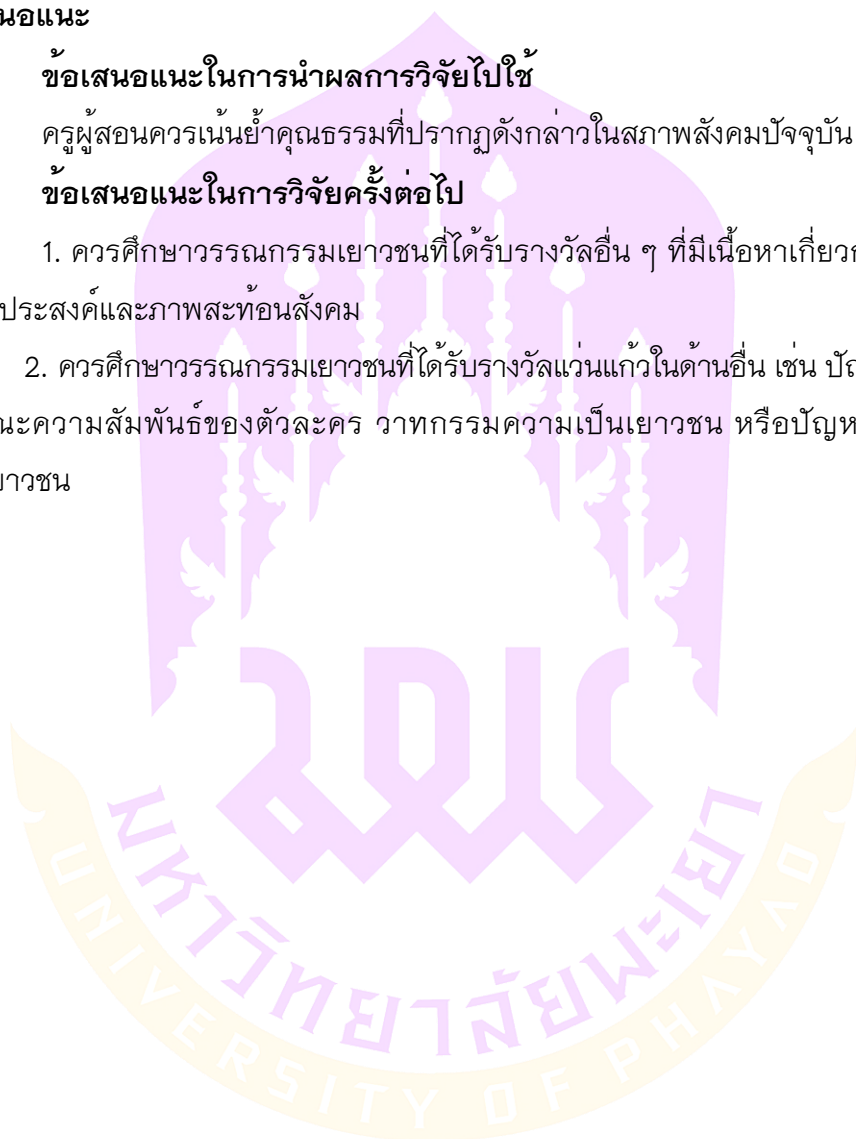 นอแนะ
ข้อเสนอแนะในการนำผลการวิจัยไปใช้
ครูผู้สอนควรเน้นย้ำคุณธรรมที่ปรากฏดังกล่าวในสภาพสังคมปัจจุบัน
ข้อเสนอแนะในการวิจัยครั้งต่อไป
1. ควรศึกษาวรรณกรรมเยาวชนที่ได้รับรางวัลอื่น ๆ ที่มีเนื้อหาเกี่ยวก
ประสงค์และภาพสะท้อนสังคม
2. ควรศึกษาวรรณกรรมเยาวชนที่ได้รับรางวัลแว่นแก้วในด้านอื่น เช่น ปัญ
ณะความสัมพันธ์ของตัวละคร วาทกรรมความเป็นเยาวชน หรือปัญห
ยาวชน
มหาวิทยาลัยพะเยา
UNIVERSITY OF PHAYAO